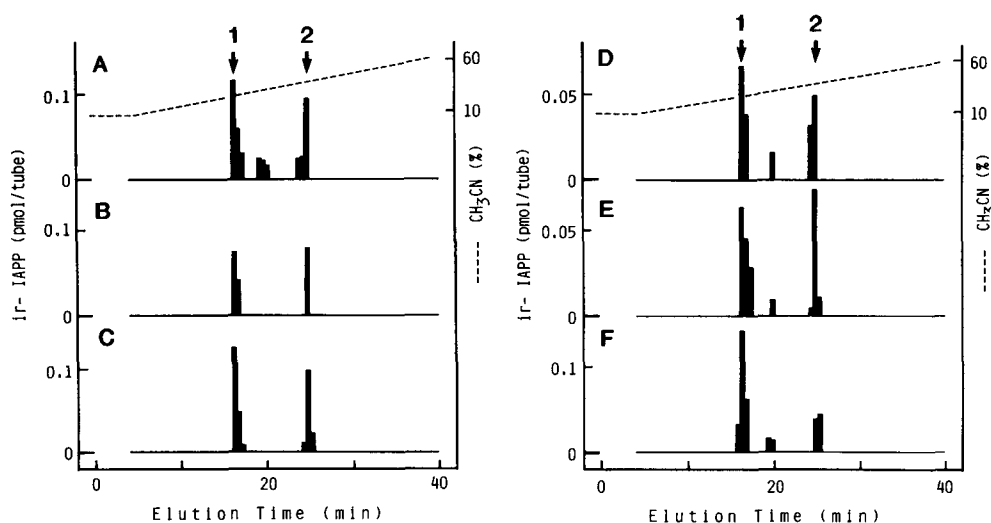 1 2
A
0.1
0
B
0.1
0
C
0.1
0
0 20 40
Elution Time (min)
ir- IAPP (pmol/tube)
60
10
CH3CN (%)
1 2
D
0.05
0
E
0.05
0
F
0.1
0
0 20 40
Elution Time (min)
ir- IAPP (pmol/tube)
60
10
CH3CN (%)